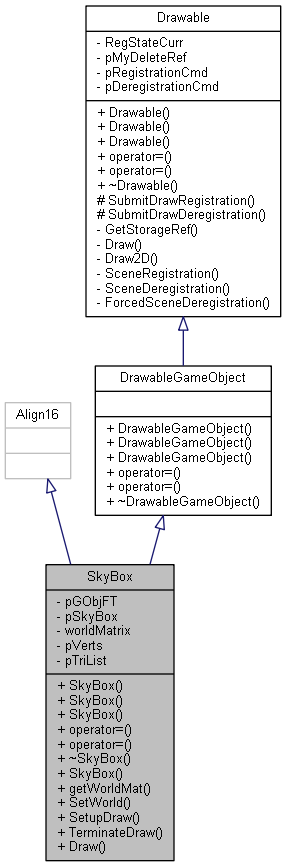 Drawable
- RegStateCurr
- pMyDeleteRef
- pRegistrationCmd
- pDeregistrationCmd
+ Drawable()
+ Drawable()
+ Drawable()
+ operator=()
+ operator=()
+ ~Drawable()
# SubmitDrawRegistration()
# SubmitDrawDeregistration()
- GetStorageRef()
- Draw()
- Draw2D()
- SceneRegistration()
- SceneDeregistration()
- ForcedSceneDeregistration()
DrawableGameObject
+ DrawableGameObject()
+ DrawableGameObject()
+ DrawableGameObject()
+ operator=()
+ operator=()
+ ~DrawableGameObject()
Align16
SkyBox
- pGObjFT
- pSkyBox
- worldMatrix
- pVerts
- pTriList
+ SkyBox()
+ SkyBox()
+ SkyBox()
+ operator=()
+ operator=()
+ ~SkyBox()
+ SkyBox()
+ getWorldMat()
+ SetWorld()
+ SetupDraw()
+ TerminateDraw()
+ Draw()